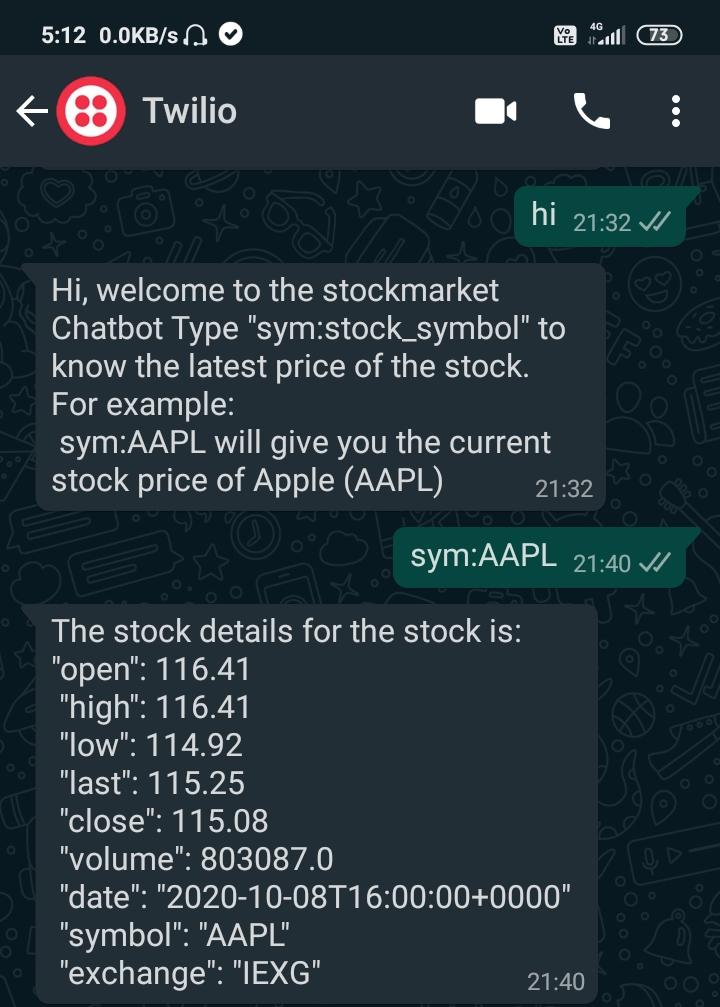 5:12 0.0KB/s Vo LTE 4G 73
Twilio
hi 21:32
Hi, welcome to the stockmarket
Chatbot Type "sym:stock_symbol" to
know the latest price of the stock.
For example:
sym:AAPL will give you the current
stock price of Apple (AAPL) 21:32
sym:AAPL 21:40
The stock details for the stock is:
"open": 116.41
"high": 116.41
"low": 114.92
"last": 115.25
"close": 115.08
"volume": 803087.0
"date": "2020-10-08T16:00:00+0000"
"symbol": "AAPL"
"exchange": "IEXG" 21:40